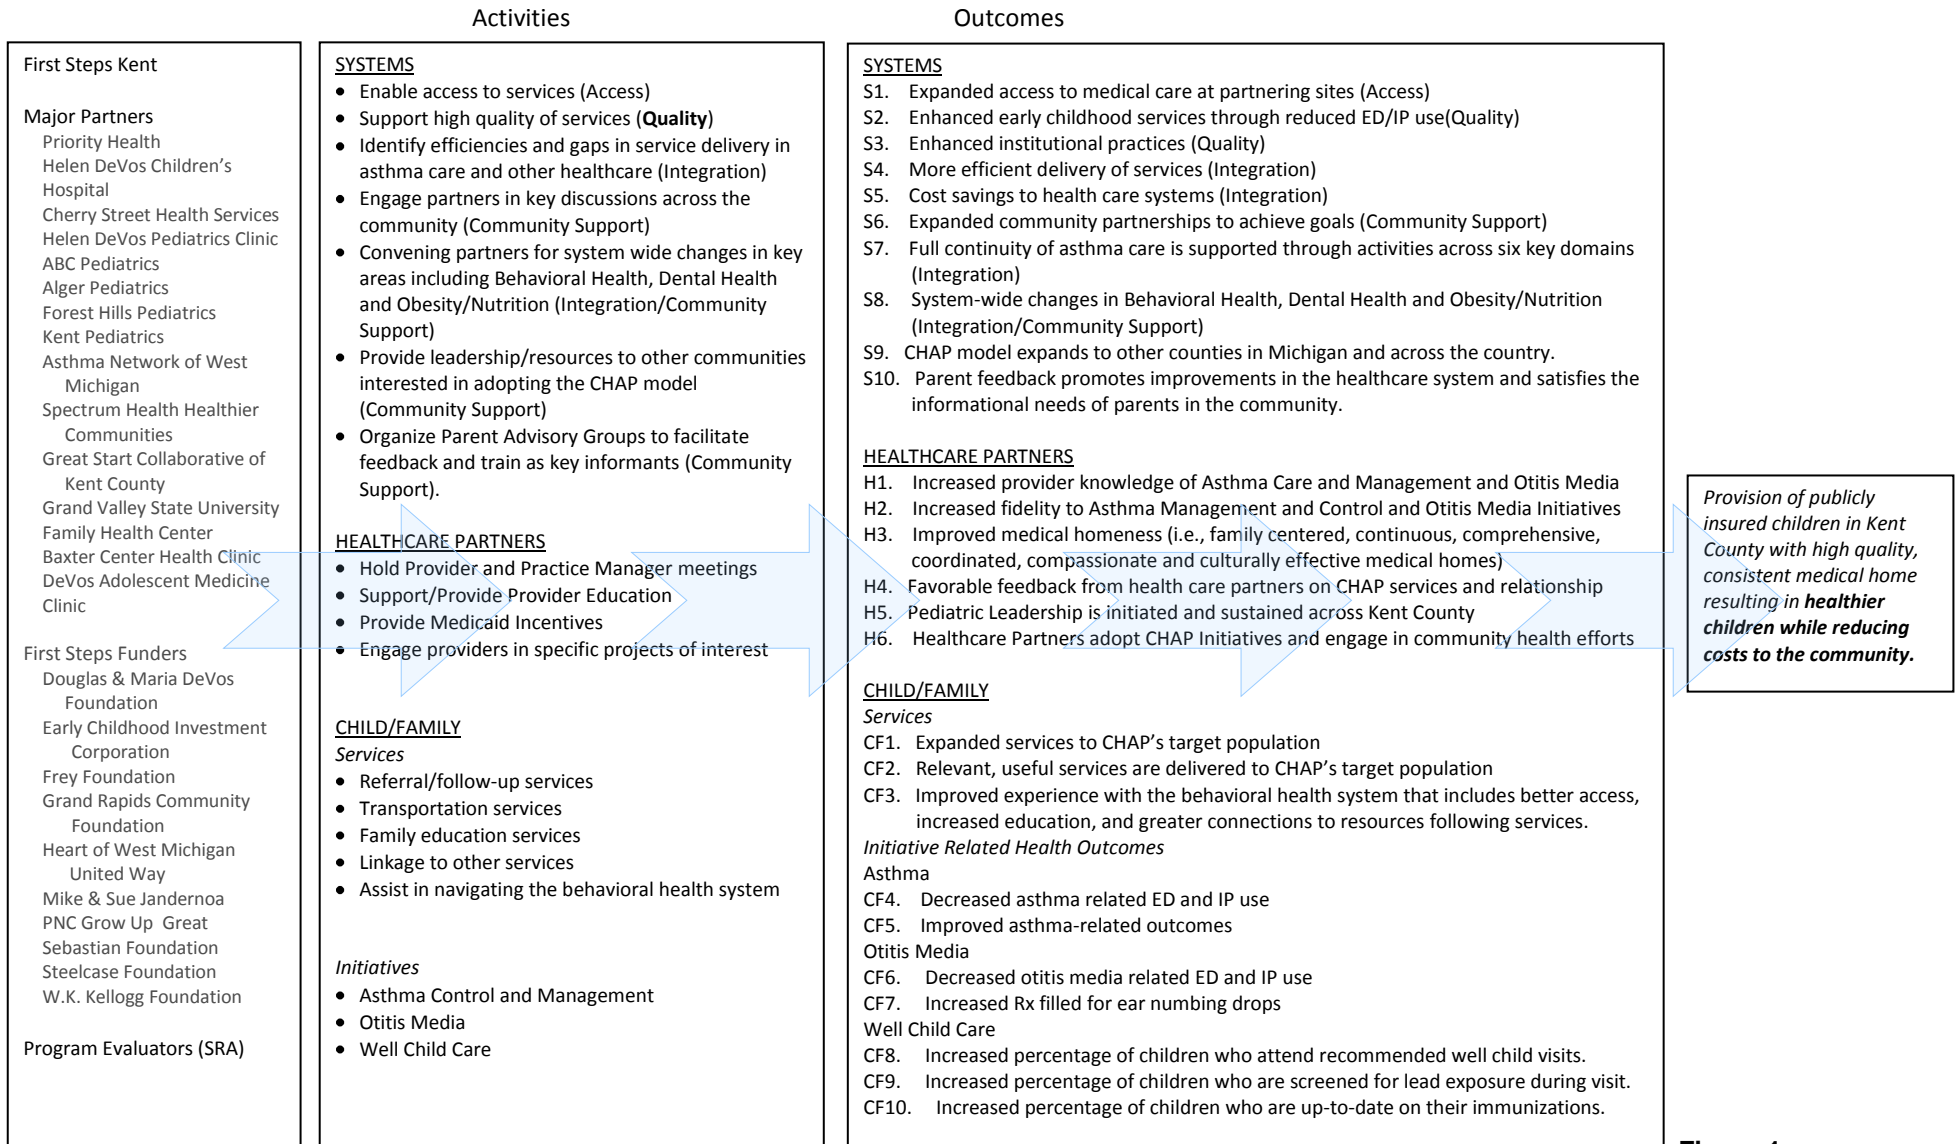 Activities
Outcomes
First Steps Kent
Major Partners
Priority Health
Helen DeVos Children's
Hospital
Cherry Street Health Services
Helen DeVos Pediatrics Clinic
ABC Pediatrics
Alger Pediatrics
Forest Hills Pediatrics
Kent Pediatrics
Asthma Network of West
Michigan
Spectrum Health Healthier
Communities
Great Start Collaborative of
Kent County
Grand Valley State University
Family Health Center
Baxter Center Health Clinic
DeVos Adolescent Medicine
Clinic
First Steps Funders
Douglas & Maria DeVos
Foundation
Early Childhood Investment
Corporation
Frey Foundation
Grand Rapids Community
Foundation
Heart of West Michigan
United Way
Mike & Sue Jandernoa
PNC Grow Up Great
Sebastian Foundation
Steelcase Foundation
W.K. Kellogg Foundation
Program Evaluators (SRA)
SYSTEMS
• Enable access to services (Access)
• Support high quality of services (Quality)
• Identify efficiencies and gaps in service delivery in
asthma care and other healthcare (Integration)
• Engage partners in key discussions across the
community (Community Support)
• Convening partners for system wide changes in key
areas including Behavioral Health, Dental Health
and Obesity/Nutrition (Integration/Community
Support)
• Provide leadership/resources to other communities
interested in adopting the CHAP model
(Community Support)
• Organize Parent Advisory Groups to facilitate
feedback and train as key informants (Community
Support).
HEALTHCARE PARTNERS
• Hold Provider and Practice Manager meetings
• Support/Provide Provider Education
• Provide Medicaid Incentives
• Engage providers in specific projects of interest
CHILD/FAMILY
Services
• Referral/follow-up services
• Transportation services
• Family education services
• Linkage to other services
• Assist in navigating the behavioral health system
Initiatives
• Asthma Control and Management
• Otitis Media
• Well Child Care
SYSTEMS
S1. Expanded access to medical care at partnering sites (Access)
S2. Enhanced early childhood services through reduced ED/IP use(Quality)
S3. Enhanced institutional practices (Quality)
S4. More efficient delivery of services (Integration)
S5. Cost savings to health care systems (Integration)
S6. Expanded community partnerships to achieve goals (Community Support)
S7. Full continuity of asthma care is supported through activities across six key domains
(Integration)
S8. System-wide changes in Behavioral Health, Dental Health and Obesity/Nutrition
(Integration/Community Support)
S9. CHAP model expands to other counties in Michigan and across the country.
S10. Parent feedback promotes improvements in the healthcare system and satisfies the
informational needs of parents in the community.
HEALTHCARE PARTNERS
H1. Increased provider knowledge of Asthma Care and Management and Otitis Media
H2. Increased fidelity to Asthma Management and Control and Otitis Media Initiatives
H3. Improved medical homeness (i.e., family centered, continuous, comprehensive,
coordinated, compassionate and culturally effective medical homes)
H4. Favorable feedback from health care partners on CHAP services and relationship
H5. Pediatric Leadership is initiated and sustained across Kent County
H6. Healthcare Partners adopt CHAP Initiatives and engage in community health efforts
CHILD/FAMILY
Services
CF1. Expanded services to CHAP's target population
CF2. Relevant, useful services are delivered to CHAP's target population
CF3. Improved experience with the behavioral health system that includes better access,
increased education, and greater connections to resources following services.
Initiative Related Health Outcomes
Asthma
CF4. Decreased asthma related ED and IP use
CF5. Improved asthma-related outcomes
Otitis Media
CF6. Decreased otitis media related ED and IP use
CF7. Increased Rx filled for ear numbing drops
Well Child Care
CF8. Increased percentage of children who attend recommended well child visits.
CF9. Increased percentage of children who are screened for lead exposure during visit.
CF10. Increased percentage of children who are up-to-date on their immunizations.
Provision of publicly
insured children in Kent
County with high quality,
consistent medical home
resulting in healthier
children while reducing
costs to the community.